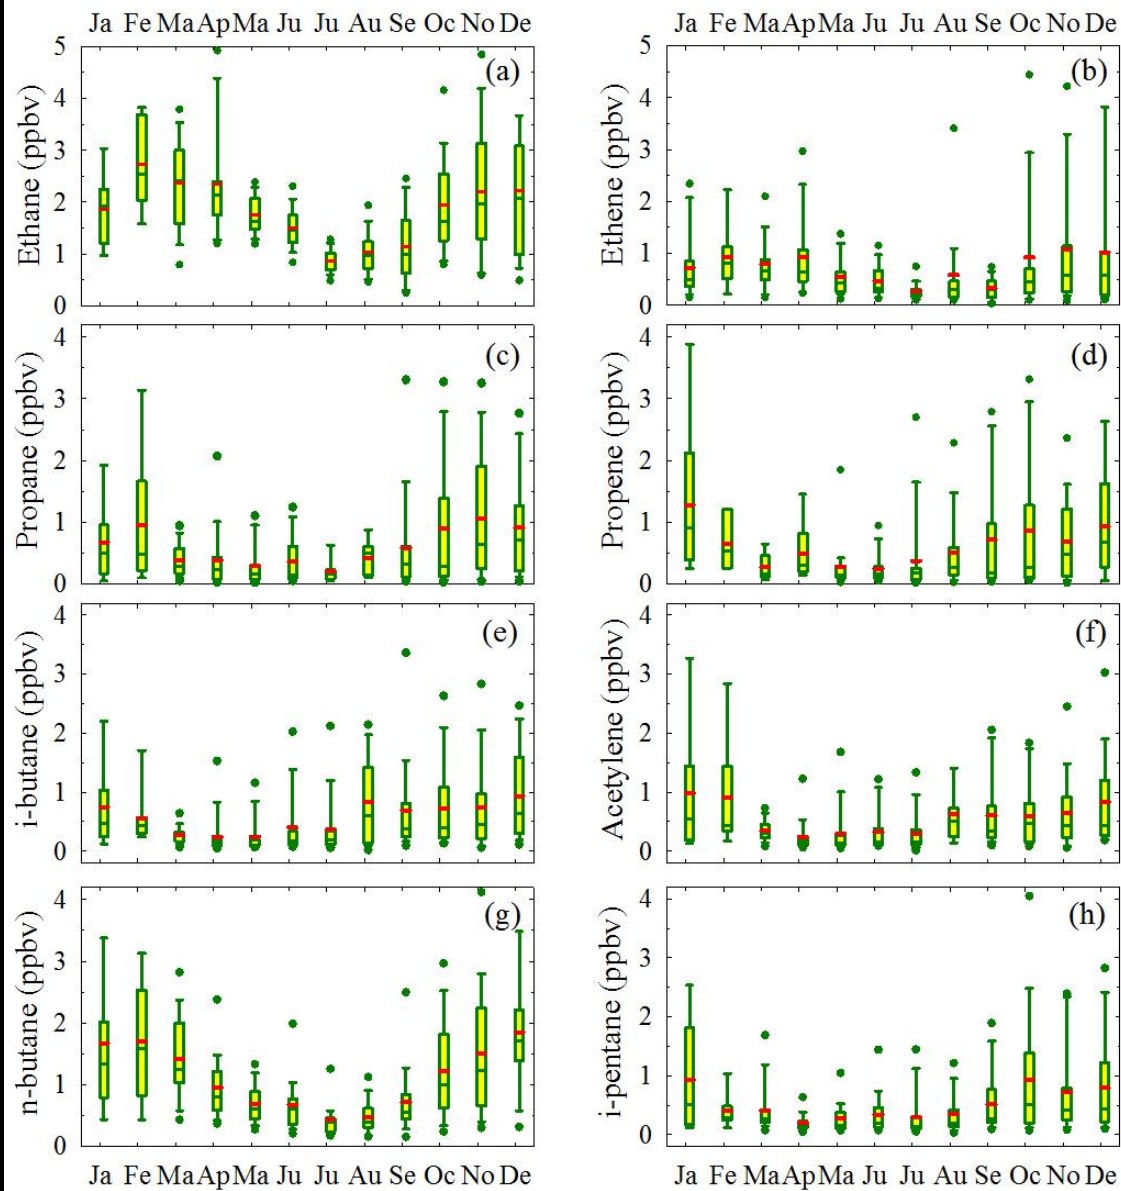 Ja Fe Ma Ap Ma Ju Ju Au Se Oc No De
Ja Fe Ma Ap Ma Ju Ju Au Se Oc No De
5
4
3
2
1
0
Ethane (ppbv)
(a)
5
4
3
2
1
0
Ethene (ppbv)
(b)
4
3
2
1
0
Propane (ppbv)
(c)
4
3
2
1
0
Propene (ppbv)
(d)
4
3
2
1
0
i-butane (ppbv)
(e)
4
3
2
1
0
Acetylene (ppbv)
(f)
4
3
2
1
0
n-butane (ppbv)
(g)
4
3
2
1
0
i-pentane (ppbv)
(h)
Ja Fe Ma Ap Ma Ju Ju Au Se Oc No De
Ja Fe Ma Ap Ma Ju Ju Au Se Oc No De